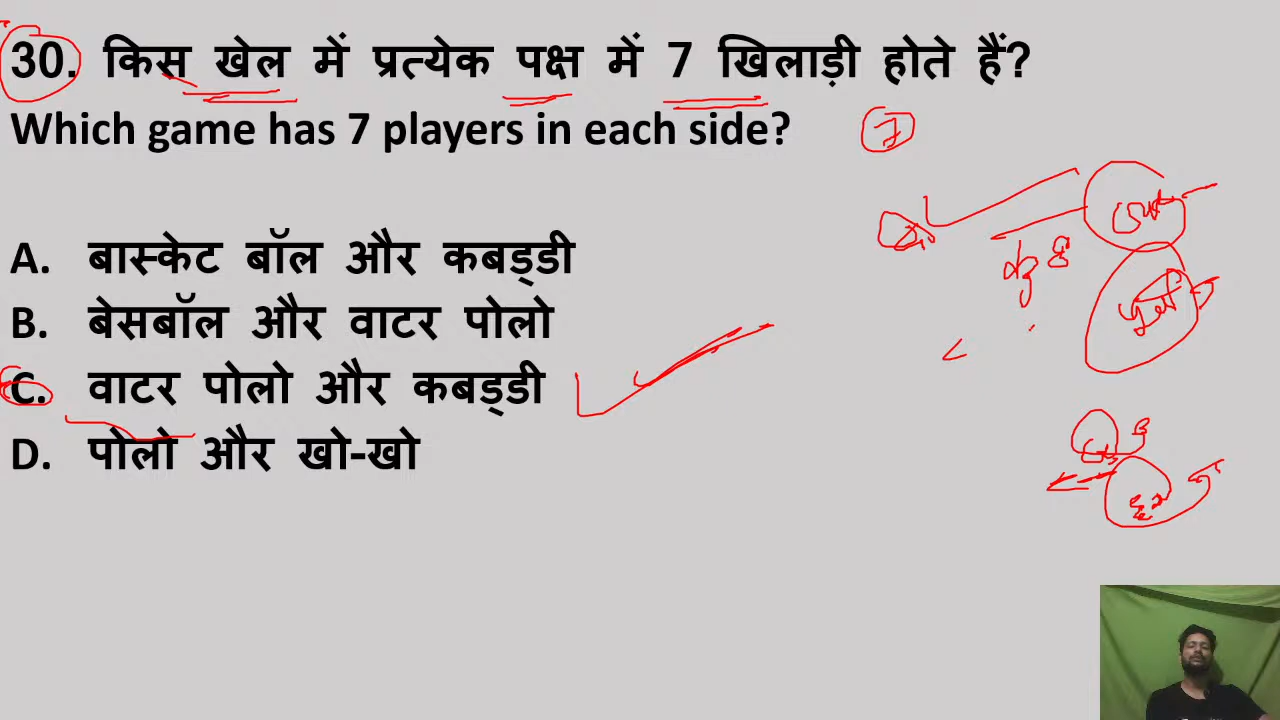 30. किस खेल में प्रत्येक पक्ष में 7 खिलाड़ी होते हैं?
Which game has 7 players in each side?
7
A. बास्केट बॉल और कबड्डी
B. बेसबॉल और वाटर पोलो
C. वाटर पोलो और कबड्डी
D. पोलो और खो-खो